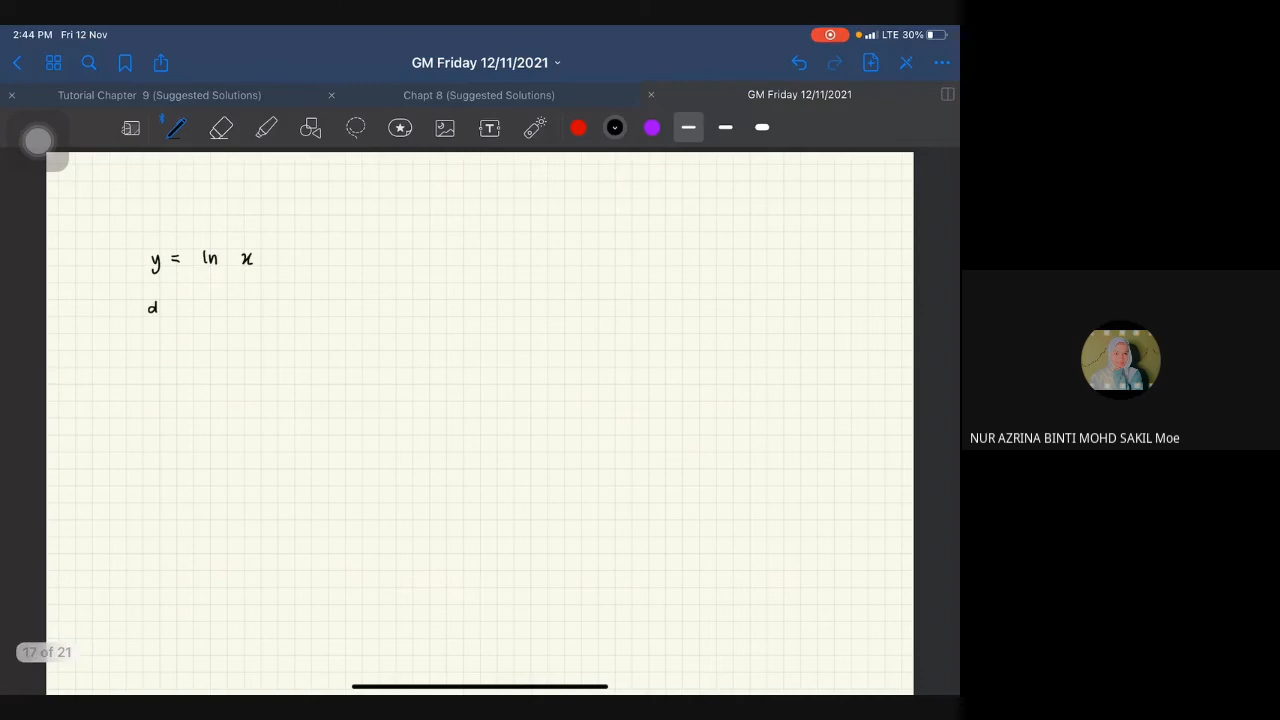 2:44 PM Fri 12 Nov
LTE 30%
GM Friday 12/11/2021
Tutorial Chapter 9 (Suggested Solutions)
Chapt 8 (Suggested Solutions)
GM Friday 12/11/2021
y = ln x
d
17 of 21
NUR AZRINA BINTI MOHD SAKIL Moe